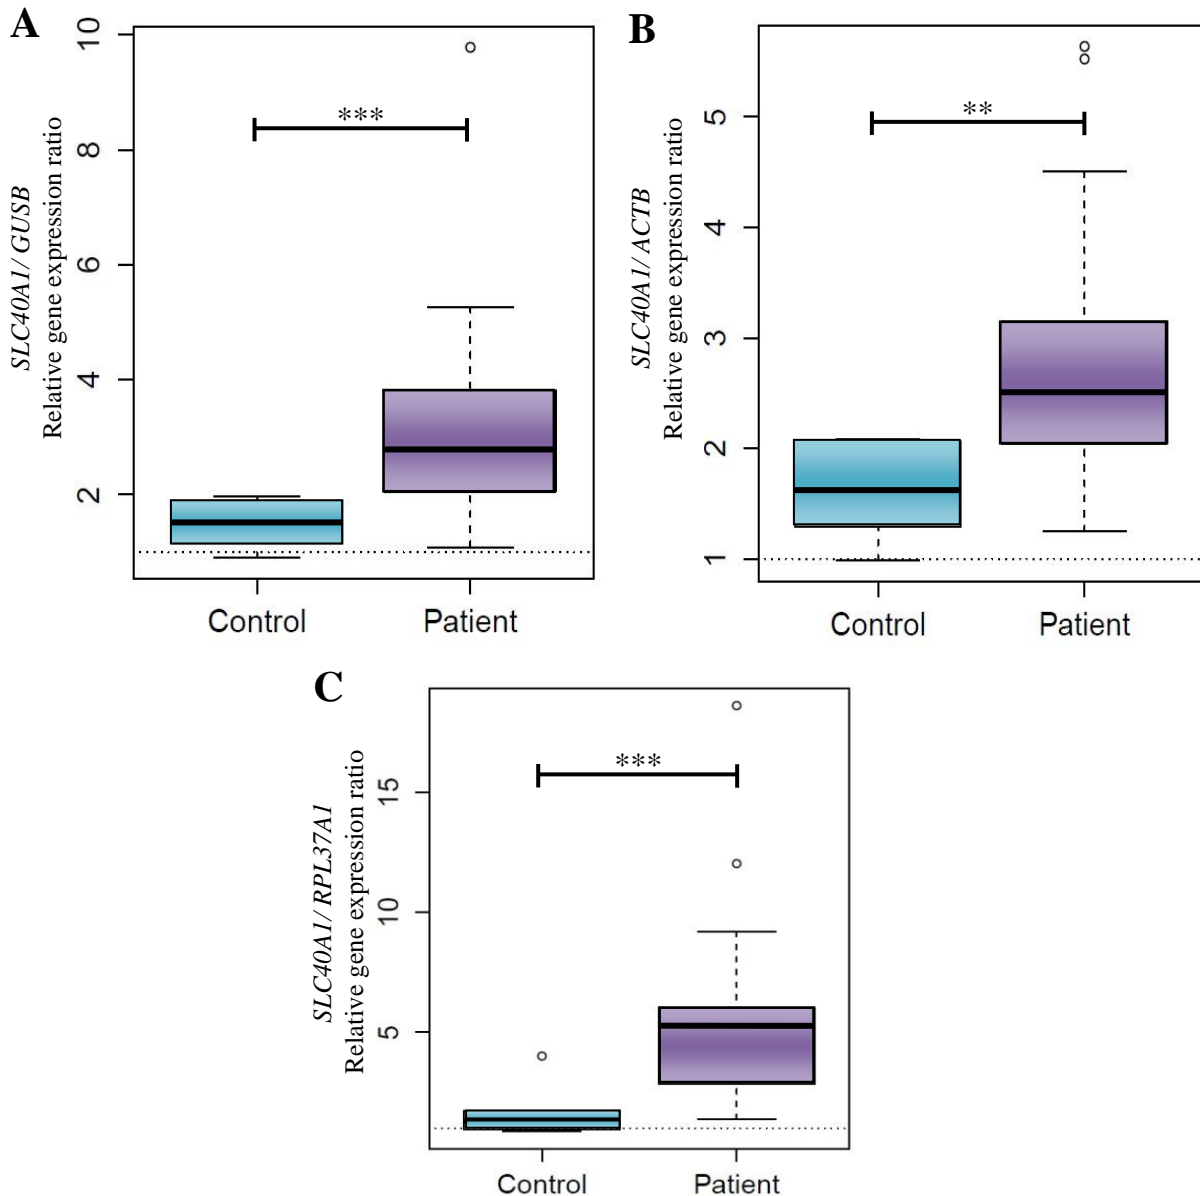 A
SLC40A1/ GUSB
Relative gene expression ratio
10
8
6
4
2
***
Control
Patient
B
SLC40A1/ ACTB
Relative gene expression ratio
5
4
3
2
1
**
Control
Patient
C
SLC40A1/ RPL37A1
Relative gene expression ratio
15
10
5
***
Control
Patient